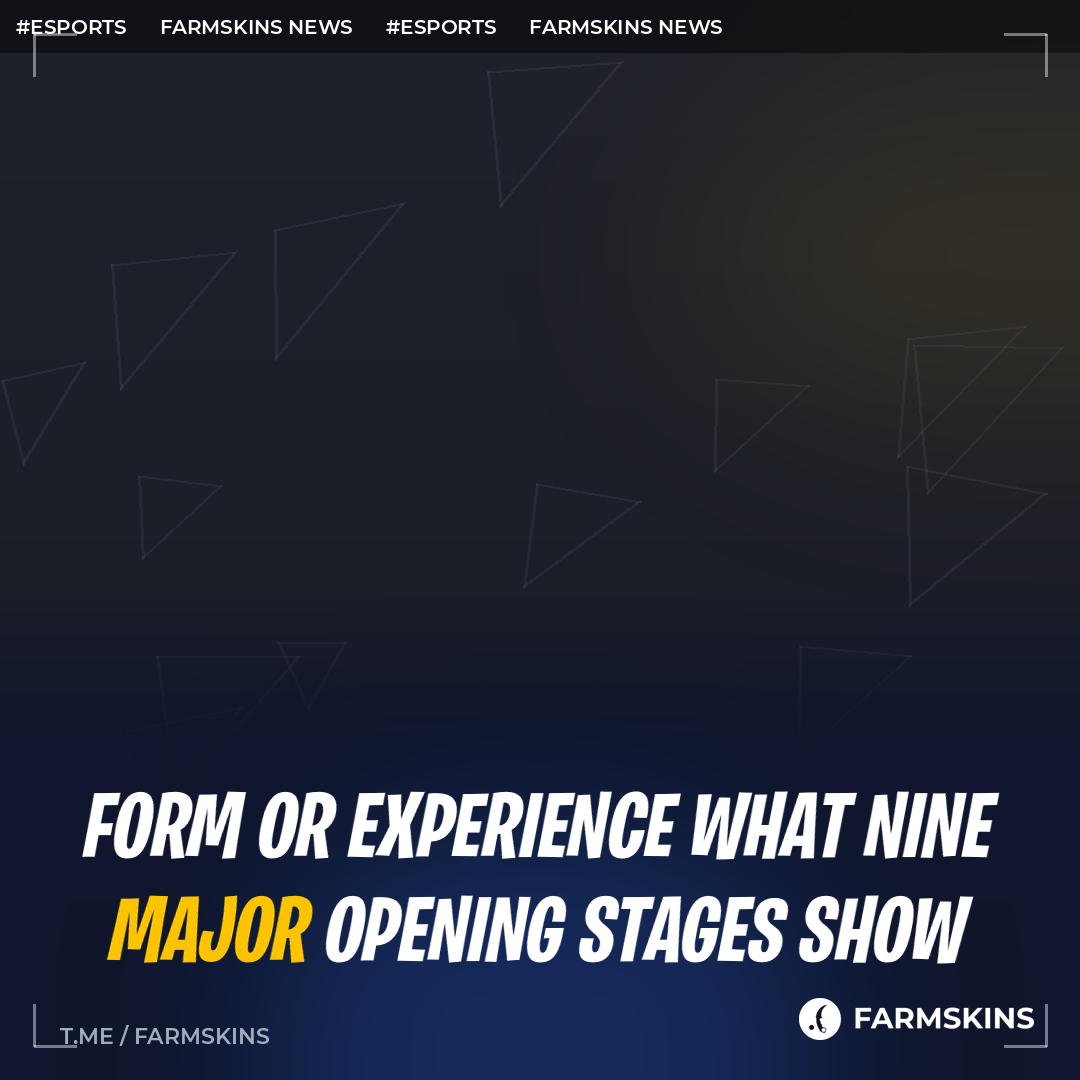 #ESPORTS FARMSKINS NEWS #ESPORTS FARMSKINS NEWS
FORM OR EXPERIENCE WHAT NINE
MAJOR OPENING STAGES SHOW
T.ME / FARMSKINS
FARMSKINS